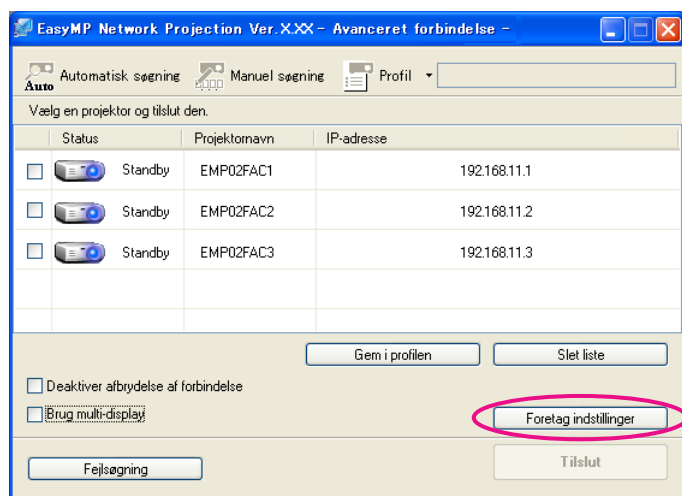 EasyMP Network Projection Ver.X.XX - Avanceret forbindelse -
Auto Automatisk søgning Manuel søgning Profil
Vælg en projektor og tilslut den.
Status Projektornavn IP-adresse
Standby EMP02FAC1 192.168.11.1
Standby EMP02FAC2 192.168.11.2
Standby EMP02FAC3 192.168.11.3
Gem i profilen Slet liste
Deaktiver afbrydelse af forbindelse
Brug multi-display Foretag indstillinger
Fejlsøgning Tilslut